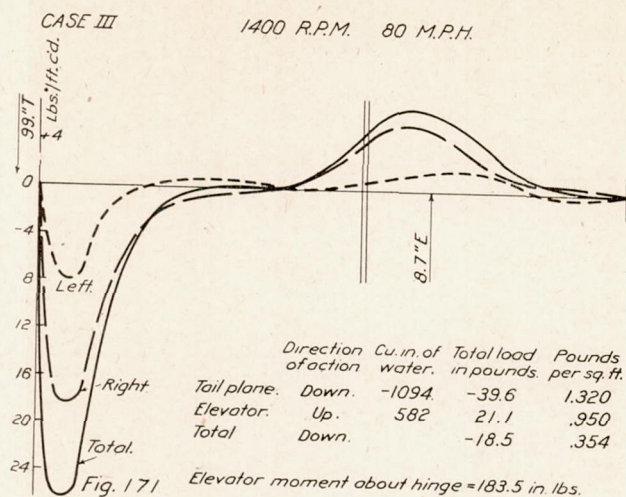 CASE III
1400 R.P.M. 80 M.P.H.
99."T
Lbs./ft. c'd.
+4
0
-4
8
12
16
20
24
Left.
Right
Total.
8.7"E
Direction of action Cu. in. of water. Total load in pounds. Pounds per sq. ft.
Tail plane. Down. -1094. -39.6 1.320
Elevator. Up. 582 21.1 .950
Total Down. -18.5 .354
Fig. 171
Elevator moment about hinge = 183.5 in. lbs.